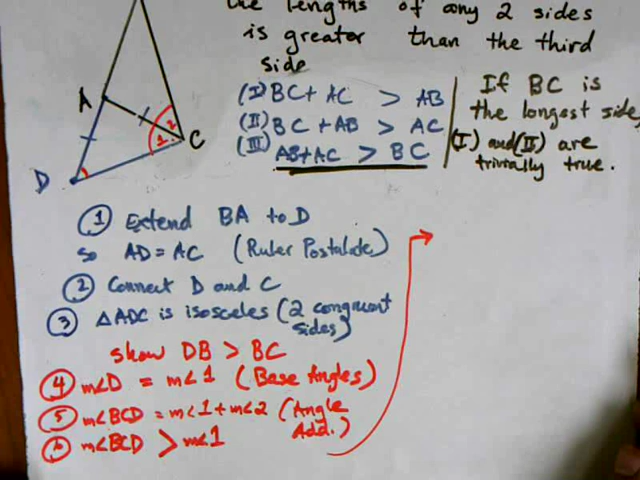 the lengths of any 2 sides
is greater than the third
side
(I) BC + AC > AB
(II) BC + AB > AC
(III) AB + AC > BC
If BC is
the longest side,
(I) and (II) are
trivially true.
A
C
D
1
2
① Extend BA to D
so AD = AC (Ruler Postulate)
② Connect D and C
③ △ADC is isosceles (2 congruent
sides)
show DB > BC
④ m∠D = m∠1 (Base Angles)
⑤ m∠BCD = m∠1 + m∠2 (Angle
Add.)
⑥ m∠BCD > m∠1